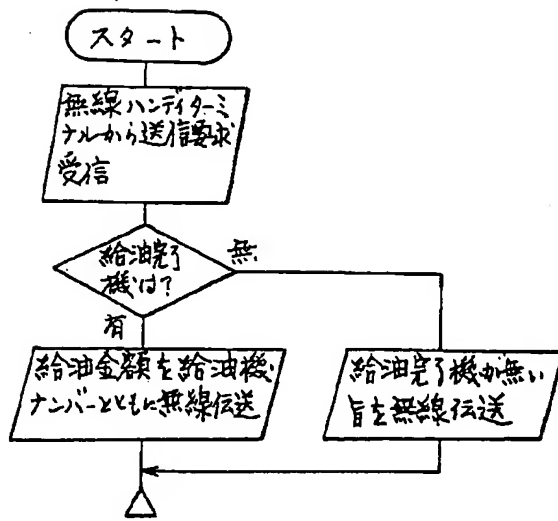 スタート
無線ハンディターミ
ナルから送信要求
受信
給油完了
機は?
無
有
給油金額を給油機
ナンバーとともに無線伝送
給油完了機が無い
旨を無線伝送